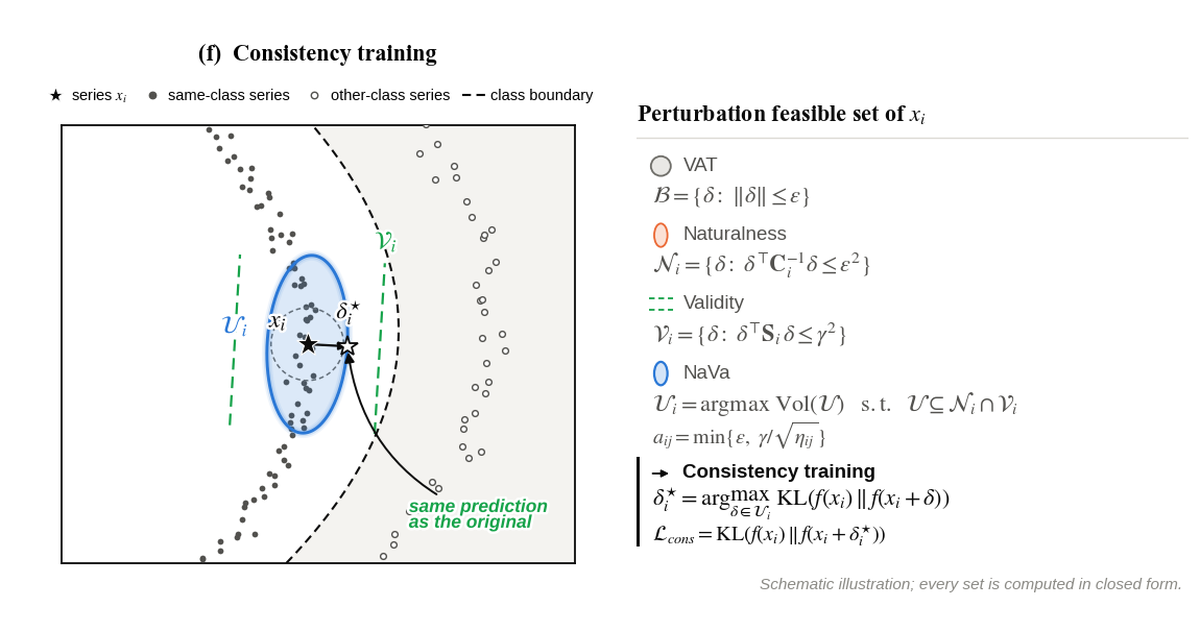 (f) Consistency training
★ series xᵢ ● same-class series ○ other-class series -- class boundary
𝒱ᵢ
𝒰ᵢ
xᵢ
δᵢ⋆
same prediction
as the original
Perturbation feasible set of xᵢ
VAT
ℬ = {δ: ‖δ‖ ≤ ε}
Naturalness
𝒩ᵢ = {δ: δ⊤Cᵢ⁻¹δ ≤ ε²}
Validity
𝒱ᵢ = {δ: δ⊤Sᵢδ ≤ γ²}
NaVa
𝒰ᵢ = argmax Vol(𝒰) s.t. 𝒰 ⊆ 𝒩ᵢ ∩ 𝒱ᵢ
aᵢⱼ = min{ε, γ/√ηᵢⱼ}
→ Consistency training
δᵢ⋆ = argmax KL(f(xᵢ) ‖ f(xᵢ + δ))
δ ∈ 𝒰ᵢ
ℒcons = KL(f(xᵢ) ‖ f(xᵢ + δᵢ⋆))
Schematic illustration; every set is computed in closed form.